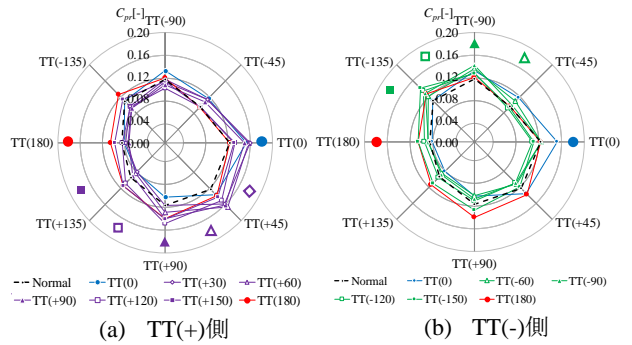 Cpr[-]
TT(-90)
0.20
0.16
0.12
0.08
0.04
0.00
TT(-45)
TT(0)
TT(+45)
TT(+90)
TT(+135)
TT(180)
TT(-135)
Normal TT(0) TT(+30) TT(+60)
TT(+90) TT(+120) TT(+150) TT(180)
(a) TT(+)側
Cpr[-]
TT(-90)
0.20
0.16
0.12
0.08
0.04
0.00
TT(-45)
TT(0)
TT(+45)
TT(+90)
TT(+135)
TT(180)
TT(-135)
Normal TT(0) TT(-60) TT(-90)
TT(-120) TT(-150) TT(180)
(b) TT(-)側